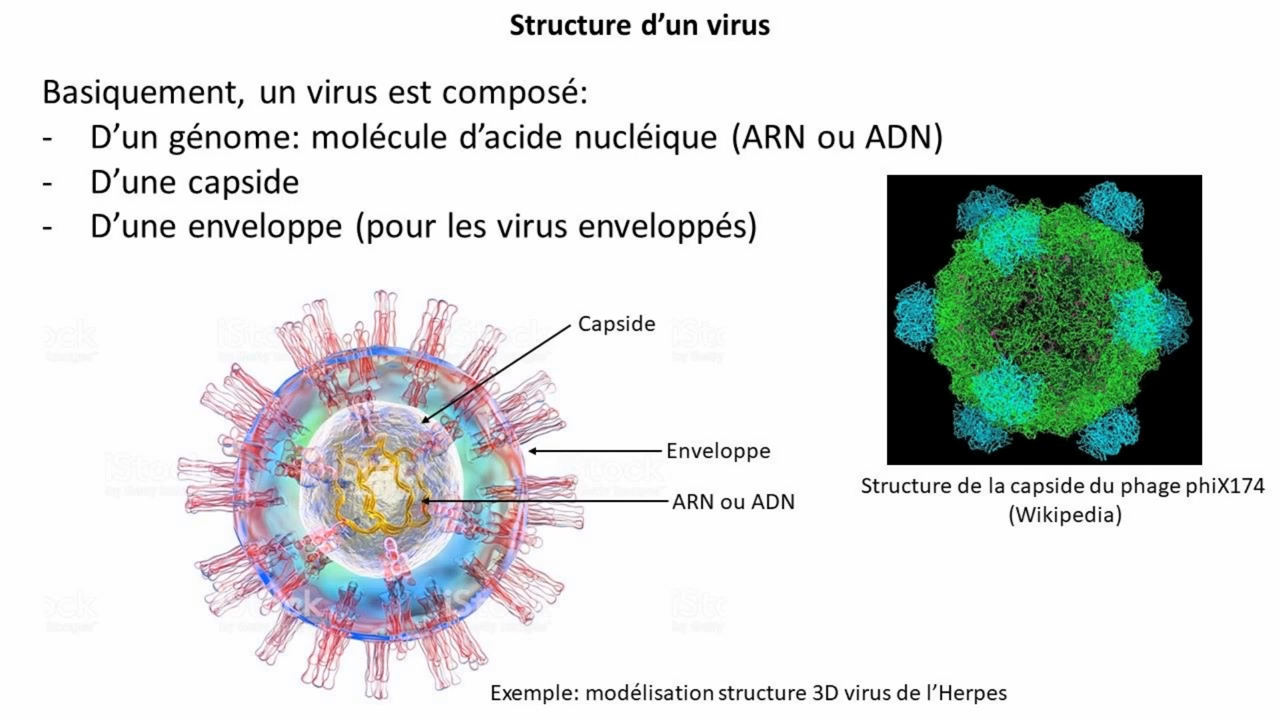 Structure d’un virus
Basiquement, un virus est composé:
- D’un génome: molécule d’acide nucléique (ARN ou ADN)
- D’une capside
- D’une enveloppe (pour les virus enveloppés)
Capside
Enveloppe
ARN ou ADN
Structure de la capside du phage phiX174
(Wikipedia)
iStock
Exemple: modélisation structure 3D virus de l’Herpes